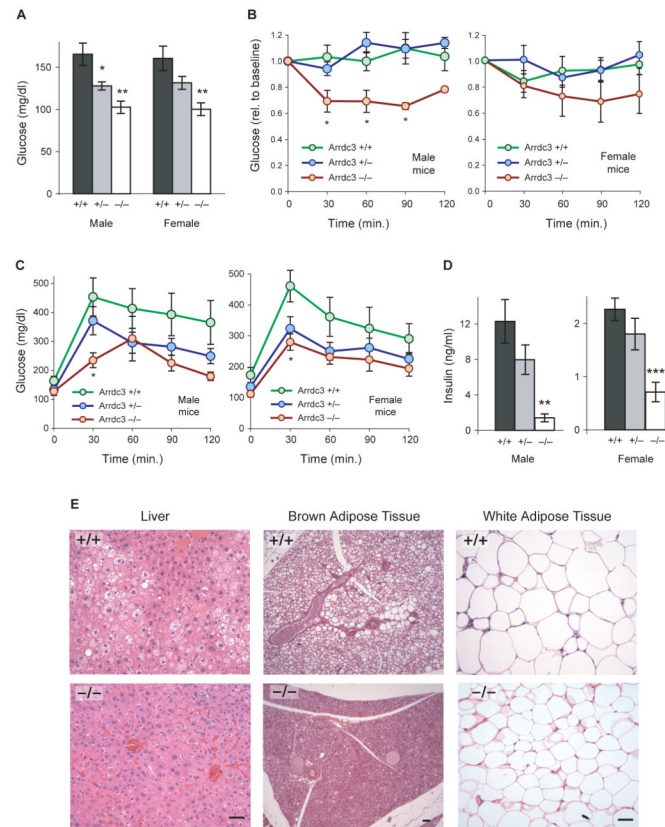 A
Glucose (mg/dl)
150
100
50
0
*
**
**
+/+ +/− −/− +/+ +/− −/−
Male Female
B
Glucose (rel. to baseline)
1.2
1.0
0.8
0.6
0.4
0.2
0
* * *
Arrdc3 +/+
Arrdc3 +/−
Arrdc3 −/−
Male
mice
0 30 60 90 120
Time (min.)
1.2
1.0
0.8
0.6
0.4
0.2
0
Arrdc3 +/+
Arrdc3 +/−
Arrdc3 −/−
Female
mice
0 30 60 90 120
Time (min.)
C
Glucose (mg/dl)
500
400
300
200
100
0
*
Arrdc3 +/+
Arrdc3 +/−
Arrdc3 −/−
Male
mice
0 30 60 90 120
Time (min.)
500
400
300
200
100
0
*
Arrdc3 +/+
Arrdc3 +/−
Arrdc3 −/−
Female
mice
0 30 60 90 120
Time (min.)
D
Insulin (ng/ml)
12
8
4
0
**
+/+ +/− −/−
Male
2
1
0
***
+/+ +/− −/−
Female
E
Liver Brown Adipose Tissue White Adipose Tissue
+/+ +/+ +/+
−/− −/− −/−